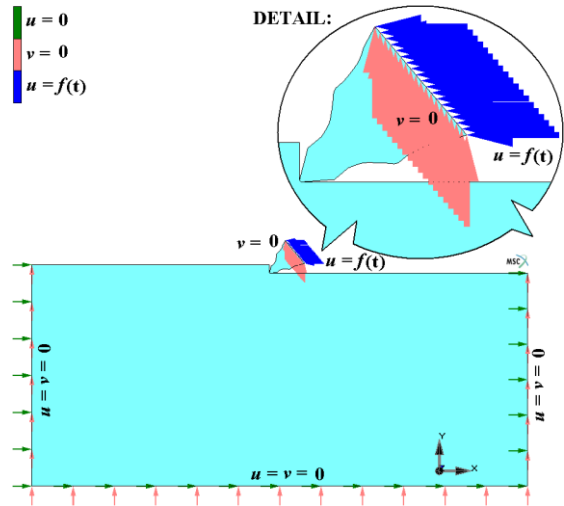 u = 0
v = 0
u = f(t)
DETAIL:
v = 0
u = f(t)
v = 0
u = f(t)
MSC
u = v = 0
u = v = 0
u = v = 0
Y
X